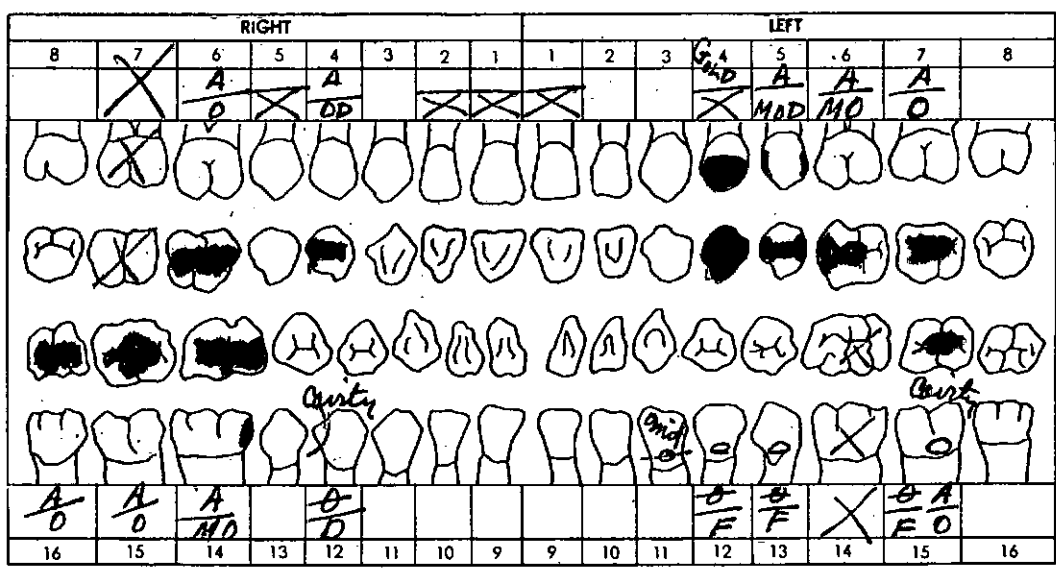 RIGHT LEFT
8 7 6 5 4 3 2 1 1 2 3 4 5 6 7 8
X A/O X A/OD X X X GOLD/X A/MOD A/MO A/O
X
X
X
Cavity Cavity
X
A/O A/O A/MO O/D O/F O/F X O/F A/O
16 15 14 13 12 11 10 9 9 10 11 12 13 14 15 16